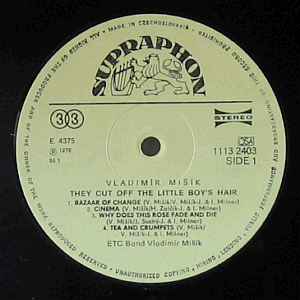 • MADE IN CZECHOSLOVAKIA •
ALL RIGHTS OF THE PRODUCER AND OF THE OWNER OF THE WORK REPRODUCED RESERVED • UNAUTHORIZED COPYING, HIRING, LENDING, PUBLIC PERFORMANCE AND BROADCASTING OF THIS RECORD PROHIBITED
SUPRAPHON
33
STEREO
E 4375
OSA
1113 2403
℗ 1978
SIDE 1
VLADIMÍR MIŠÍK
THEY CUT OFF THE LITTLE BOY'S HAIR
1. BAZAAR OF CHANGE (V. Mišík/V. Mišík-J. & I. Milner)
2. CINEMA (V. Mišík/H. Zalčík-J. & I. Milner)
3. WHY DOES THIS ROSE FADE AND DIE
(V. Mišík/J. Suchý-J. & I. Milner)
4. TEA AND CRUMPETS (V. Mišík/
V. Mišík-J. & I. Milner)
ETC Band Vladimír Mišík